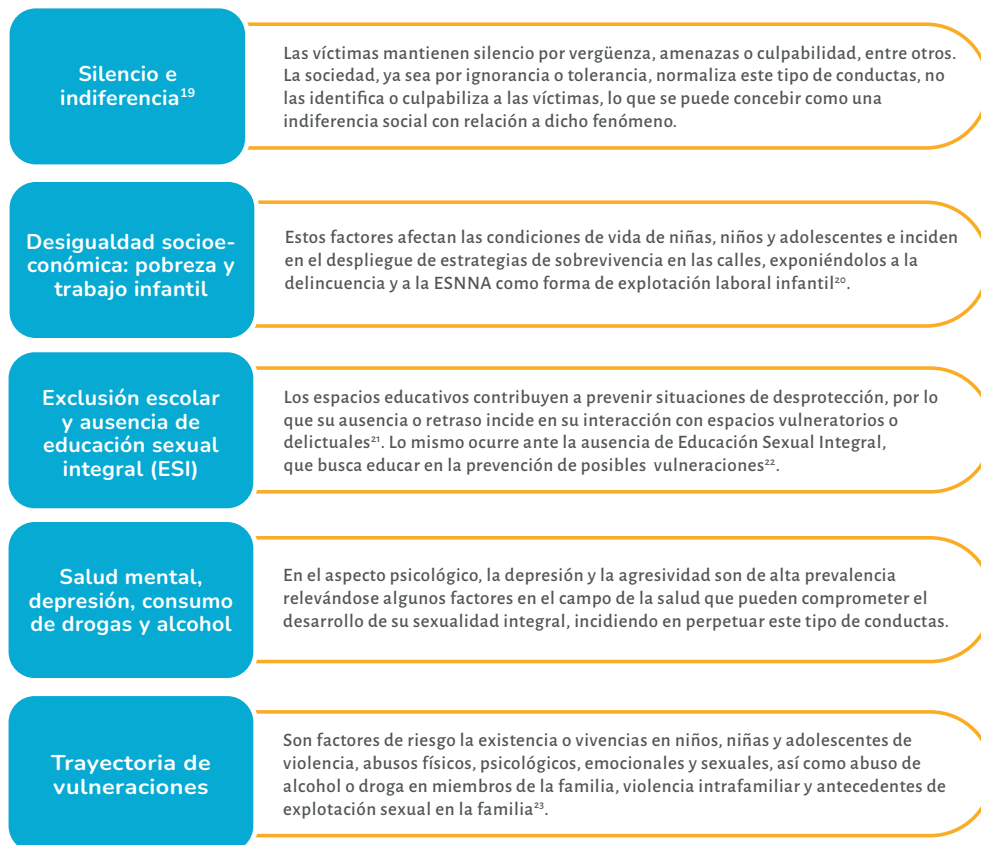 Silencio e
indiferencia¹⁹
Las víctimas mantienen silencio por vergüenza, amenazas o culpabilidad, entre otros.
La sociedad, ya sea por ignorancia o tolerancia, normaliza este tipo de conductas, no
las identifica o culpabiliza a las víctimas, lo que se puede concebir como una
indiferencia social con relación a dicho fenómeno.
Desigualdad socioe-
conómica: pobreza y
trabajo infantil
Estos factores afectan las condiciones de vida de niñas, niños y adolescentes e inciden
en el despliegue de estrategias de sobrevivencia en las calles, exponiéndolos a la
delincuencia y a la ESNNA como forma de explotación laboral infantil²⁰.
Exclusión escolar
y ausencia de
educación sexual
integral (ESI)
Los espacios educativos contribuyen a prevenir situaciones de desprotección, por lo
que su ausencia o retraso incide en su interacción con espacios vulneratorios o
delictuales²¹. Lo mismo ocurre ante la ausencia de Educación Sexual Integral,
que busca educar en la prevención de posibles vulneraciones²².
Salud mental,
depresión, consumo
de drogas y alcohol
En el aspecto psicológico, la depresión y la agresividad son de alta prevalencia
relevándose algunos factores en el campo de la salud que pueden comprometer el
desarrollo de su sexualidad integral, incidiendo en perpetuar este tipo de conductas.
Trayectoria de
vulneraciones
Son factores de riesgo la existencia o vivencias en niños, niñas y adolescentes de
violencia, abusos físicos, psicológicos, emocionales y sexuales, así como abuso de
alcohol o droga en miembros de la familia, violencia intrafamiliar y antecedentes de
explotación sexual en la familia²³.